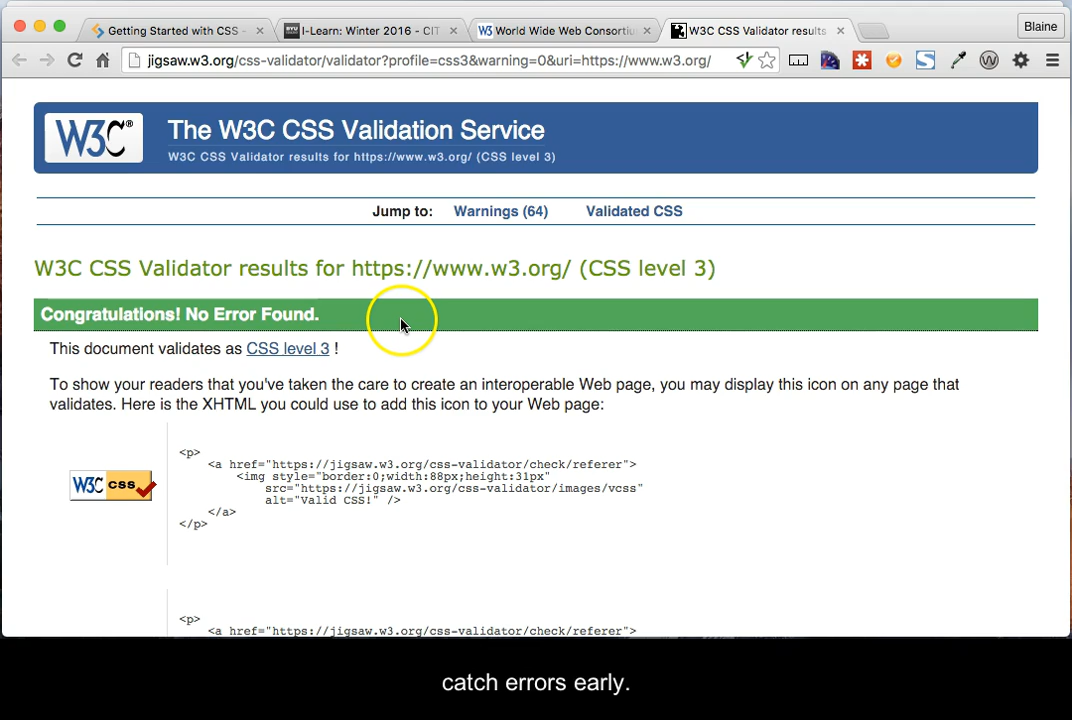 Getting Started with CSS -
I-Learn: Winter 2016 - CIT
World Wide Web Consortiu
W3C CSS Validator results
Blaine
jigsaw.w3.org/css-validator/validator?profile=css3&warning=0&uri=https://www.w3.org/
W3C®
The W3C CSS Validation Service
W3C CSS Validator results for https://www.w3.org/ (CSS level 3)
Jump to: Warnings (64) Validated CSS
W3C CSS Validator results for https://www.w3.org/ (CSS level 3)
Congratulations! No Error Found.
This document validates as CSS level 3 !
To show your readers that you've taken the care to create an interoperable Web page, you may display this icon on any page that
validates. Here is the XHTML you could use to add this icon to your Web page:
W3C css
<p>
<a href="https://jigsaw.w3.org/css-validator/check/referer">
<img style="border:0;width:88px;height:31px"
src="https://jigsaw.w3.org/css-validator/images/vcss"
alt="Valid CSS!" />
</a>
</p>
<p>
<a href="https://jigsaw.w3.org/css-validator/check/referer">
catch errors early.